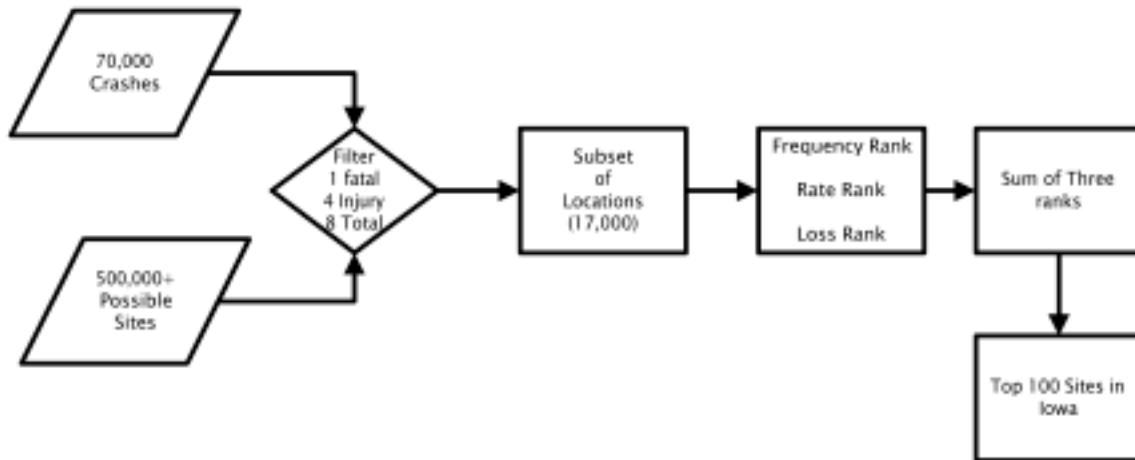 70,000
Crashes
Filter
1 fatal
4 Injury
8 Total
500,000+
Possible
Sites
Subset
of
Locations
(17,000)
Frequency Rank
Rate Rank
Loss Rank
Sum of Three
ranks
Top 100 Sites in
Iowa